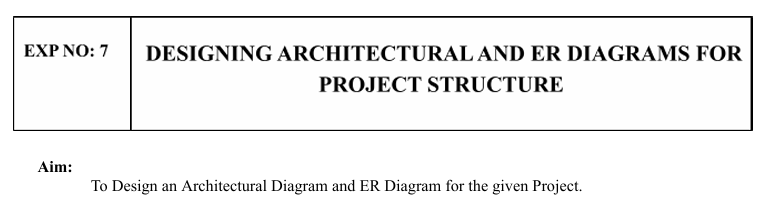 EXP NO: 7
DESIGNING ARCHITECTURAL AND ER DIAGRAMS FOR
PROJECT STRUCTURE
Aim:
To Design an Architectural Diagram and ER Diagram for the given Project.